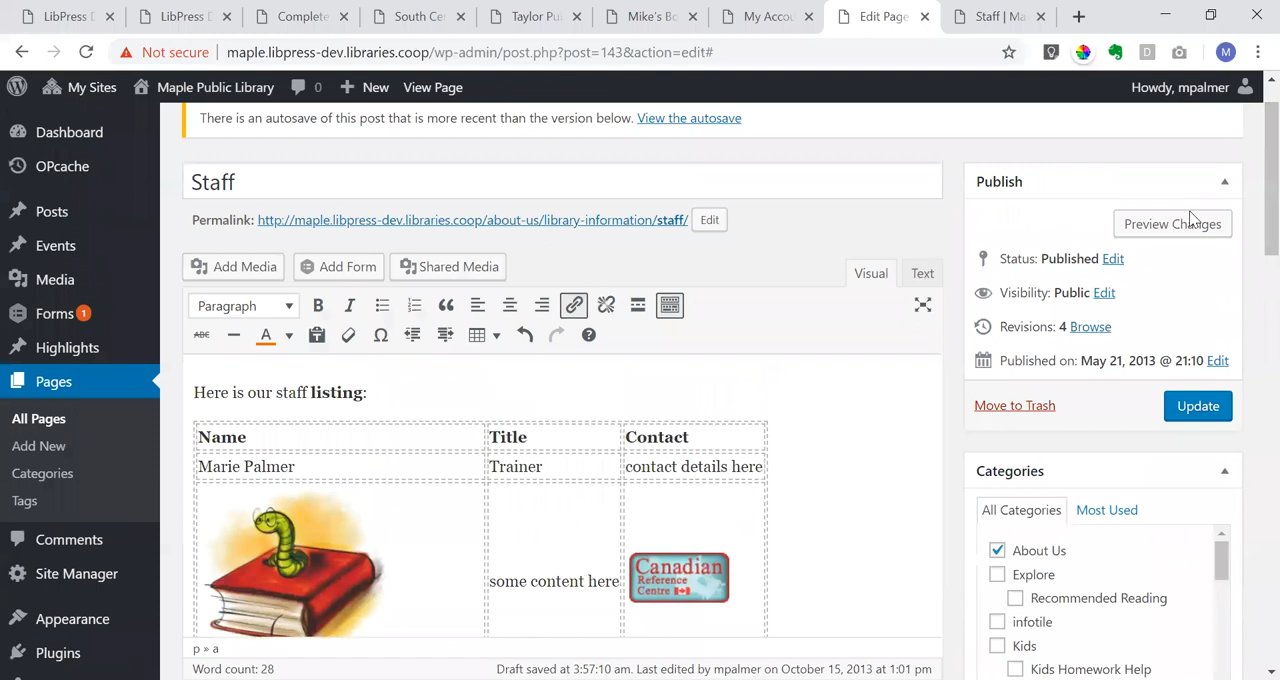 LibPress D
LibPress D
Complete
South Cer
Taylor Pu
Mike's Bo
My Accou
Edit Page
Staff | Ma
Not secure
maple.libpress-dev.libraries.coop/wp-admin/post.php?post=143&action=edit#
D
M
My Sites
Maple Public Library
0
New
View Page
Howdy, mpalmer
Dashboard
OPcache
Posts
Events
Media
Forms 1
Highlights
Pages
All Pages
Add New
Categories
Tags
Comments
Site Manager
Appearance
Plugins
There is an autosave of this post that is more recent than the version below. View the autosave
Staff
Permalink: http://maple.libpress-dev.libraries.coop/about-us/library-information/staff/ Edit
Add Media
Add Form
Shared Media
Visual
Text
Paragraph
B I
ABC A
Here is our staff listing:
Name Title Contact
Marie Palmer Trainer contact details here
some content here
Canadian
Reference
Centre
p » a
Word count: 28
Draft saved at 3:57:10 am. Last edited by mpalmer on October 15, 2013 at 1:01 pm
Publish
Preview Changes
Status: Published Edit
Visibility: Public Edit
Revisions: 4 Browse
Published on: May 21, 2013 @ 21:10 Edit
Move to Trash
Update
Categories
All Categories
Most Used
About Us
Explore
Recommended Reading
infotile
Kids
Kids Homework Help